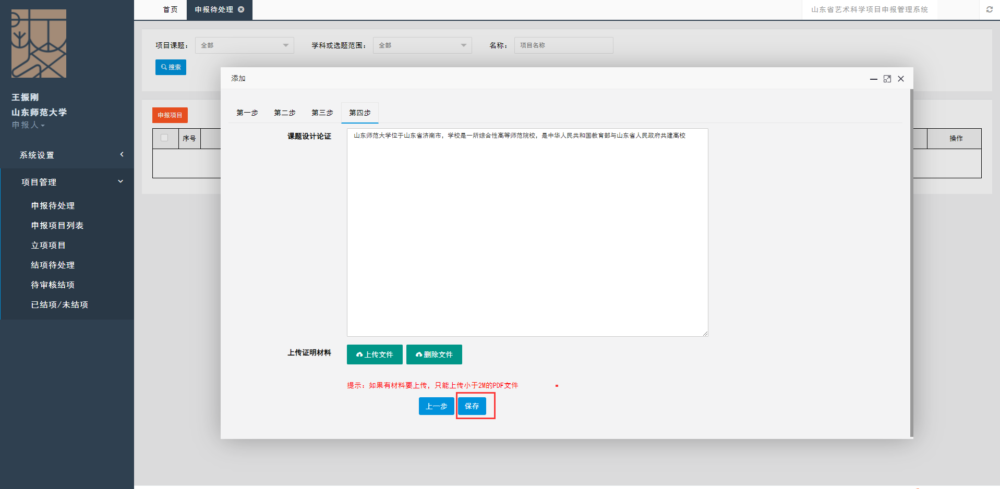 首页
申报待处理
山东省艺术科学项目申报管理系统
王振刚
山东师范大学
申报人
系统设置
项目管理
申报待处理
申报项目列表
立项项目
结项待处理
待审核结项
已结项/未结项
项目课题：
全部
学科或选题范围：
全部
名称：
项目名称
搜索
申报项目
序号
操作
添加
第一步
第二步
第三步
第四步
课题设计论证
山东师范大学位于山东省济南市，学校是一所综合性高等师范院校，是中华人民共和国教育部与山东省人民政府共建高校
上传证明材料
上传文件
删除文件
提示：如果有材料要上传，只能上传小于2M的PDF文件
上一步
保存